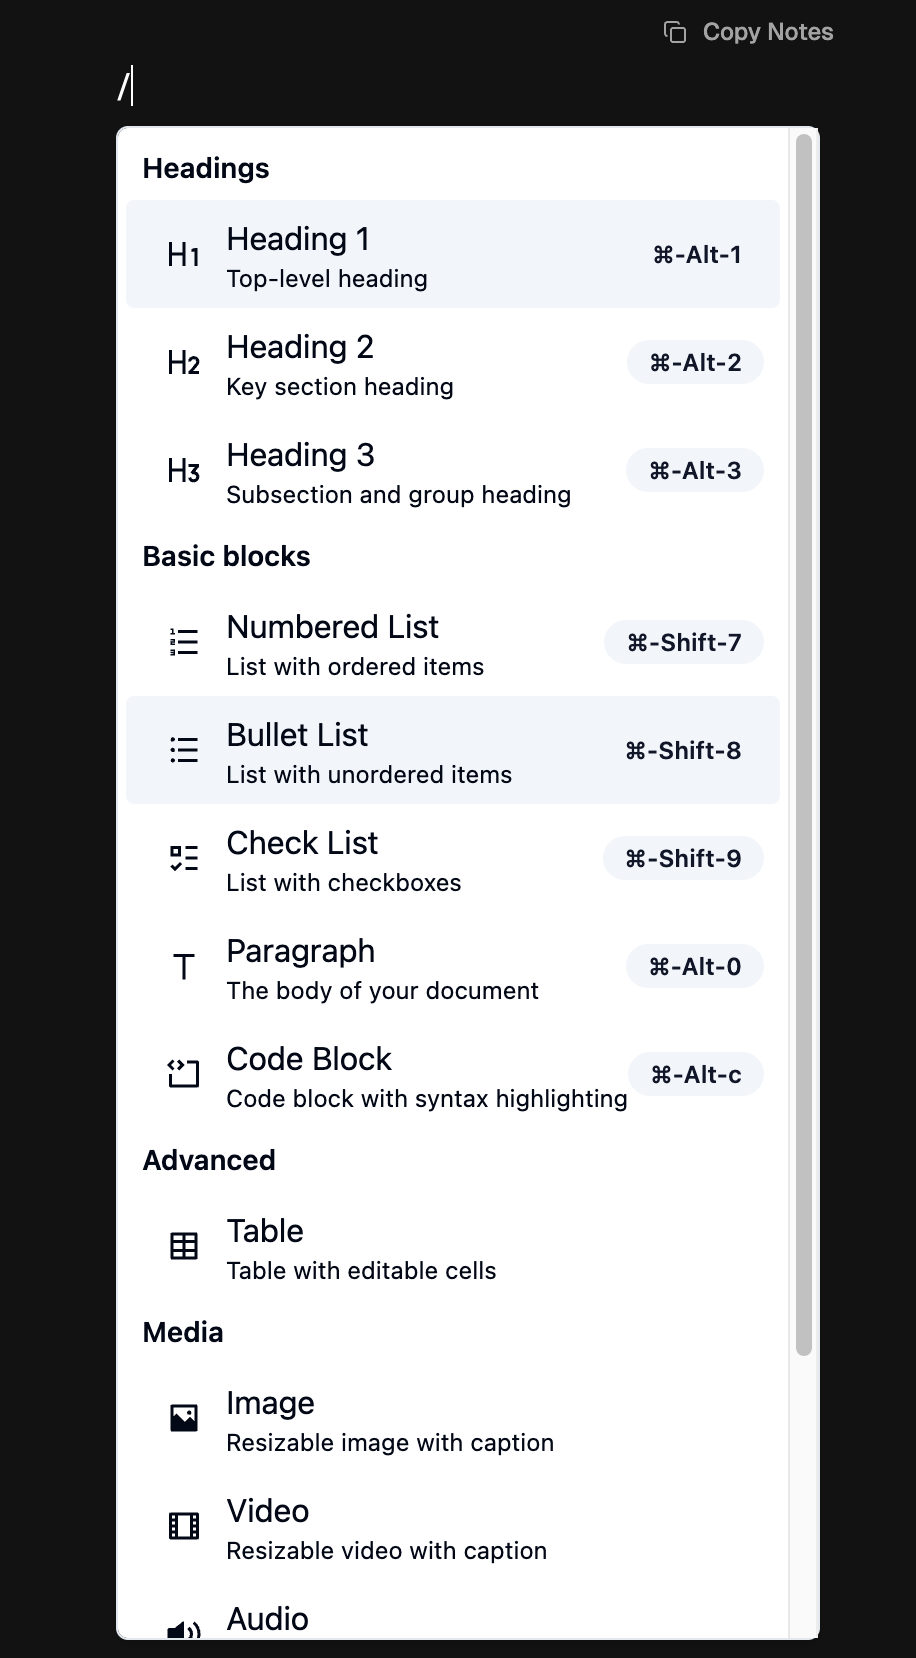 Copy Notes
/
Headings
H1 Heading 1 ⌘-Alt-1
Top-level heading
H2 Heading 2 ⌘-Alt-2
Key section heading
H3 Heading 3 ⌘-Alt-3
Subsection and group heading
Basic blocks
Numbered List ⌘-Shift-7
List with ordered items
Bullet List ⌘-Shift-8
List with unordered items
Check List ⌘-Shift-9
List with checkboxes
Paragraph ⌘-Alt-0
The body of your document
Code Block ⌘-Alt-c
Code block with syntax highlighting
Advanced
Table
Table with editable cells
Media
Image
Resizable image with caption
Video
Resizable video with caption
Audio